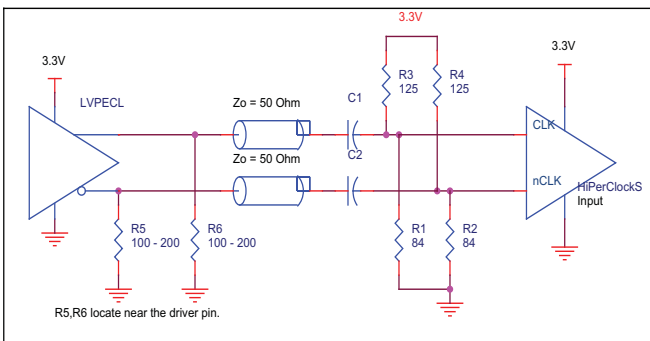 3.3V
3.3V
3.3V
LVPECL
R3
125
R4
125
Zo = 50 Ohm
C1
CLK
Zo = 50 Ohm
C2
nCLK
HiPerClockS
Input
R5
100 - 200
R6
100 - 200
R1
84
R2
84
R5,R6 locate near the driver pin.